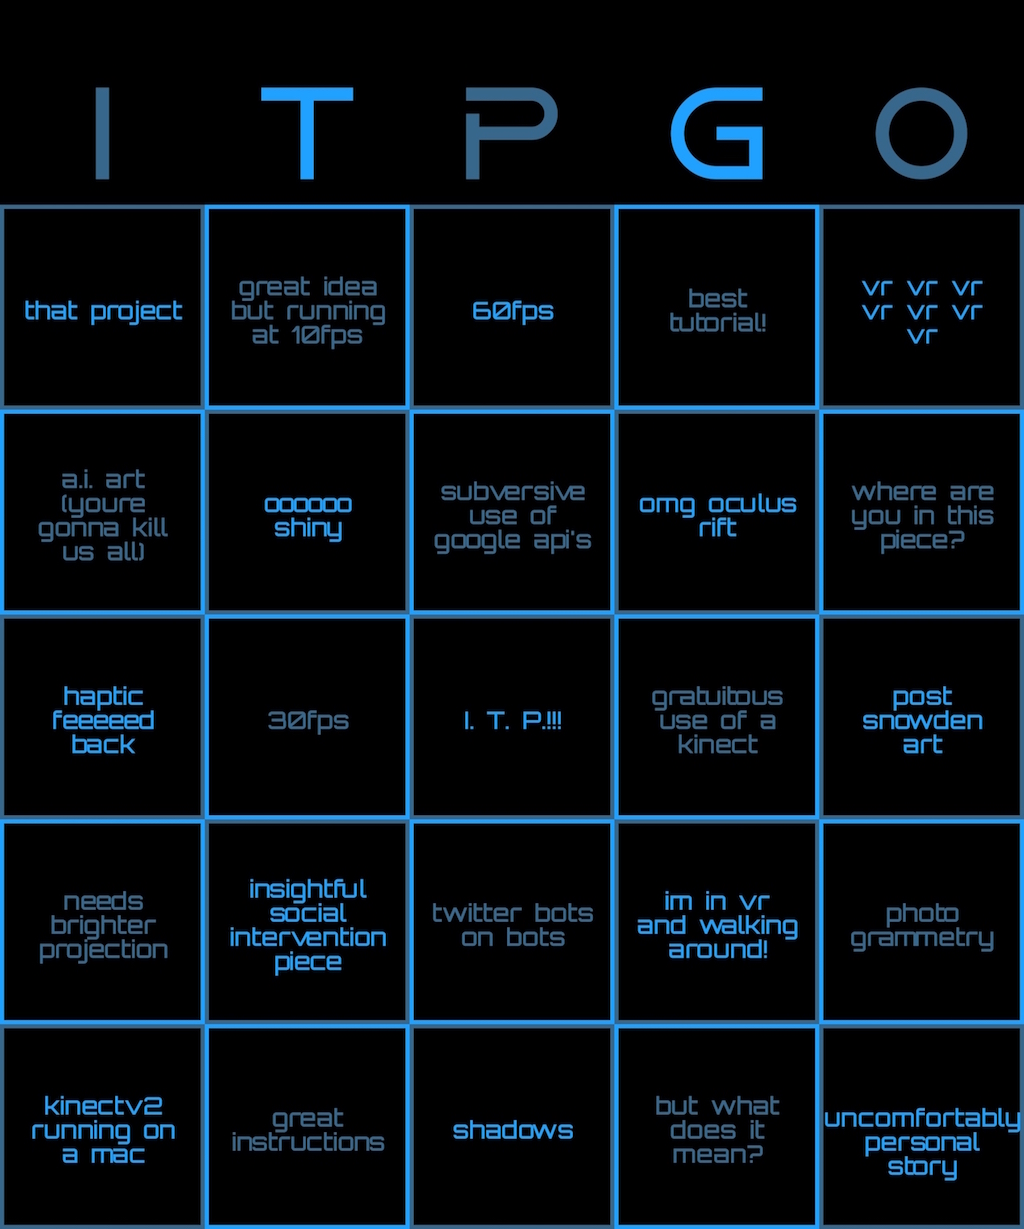 I T P G O
that project
great idea
but running
at 10fps
60fps
best
tutorial!
vr vr vr
vr vr vr
vr
a.i. art
(youre
gonna kill
us all)
oooooo
shiny
subversive
use of
google api's
omg oculus
rift
where are
you in this
piece?
haptic
feeeeed
back
30fps
I. T. P.!!!
gratuitous
use of a
kinect
post
snowden
art
needs
brighter
projection
insightful
social
intervention
piece
twitter bots
on bots
im in vr
and walking
around!
photo
grammetry
kinectv2
running on
a mac
great
instructions
shadows
but what
does it
mean?
uncomfortably
personal
story